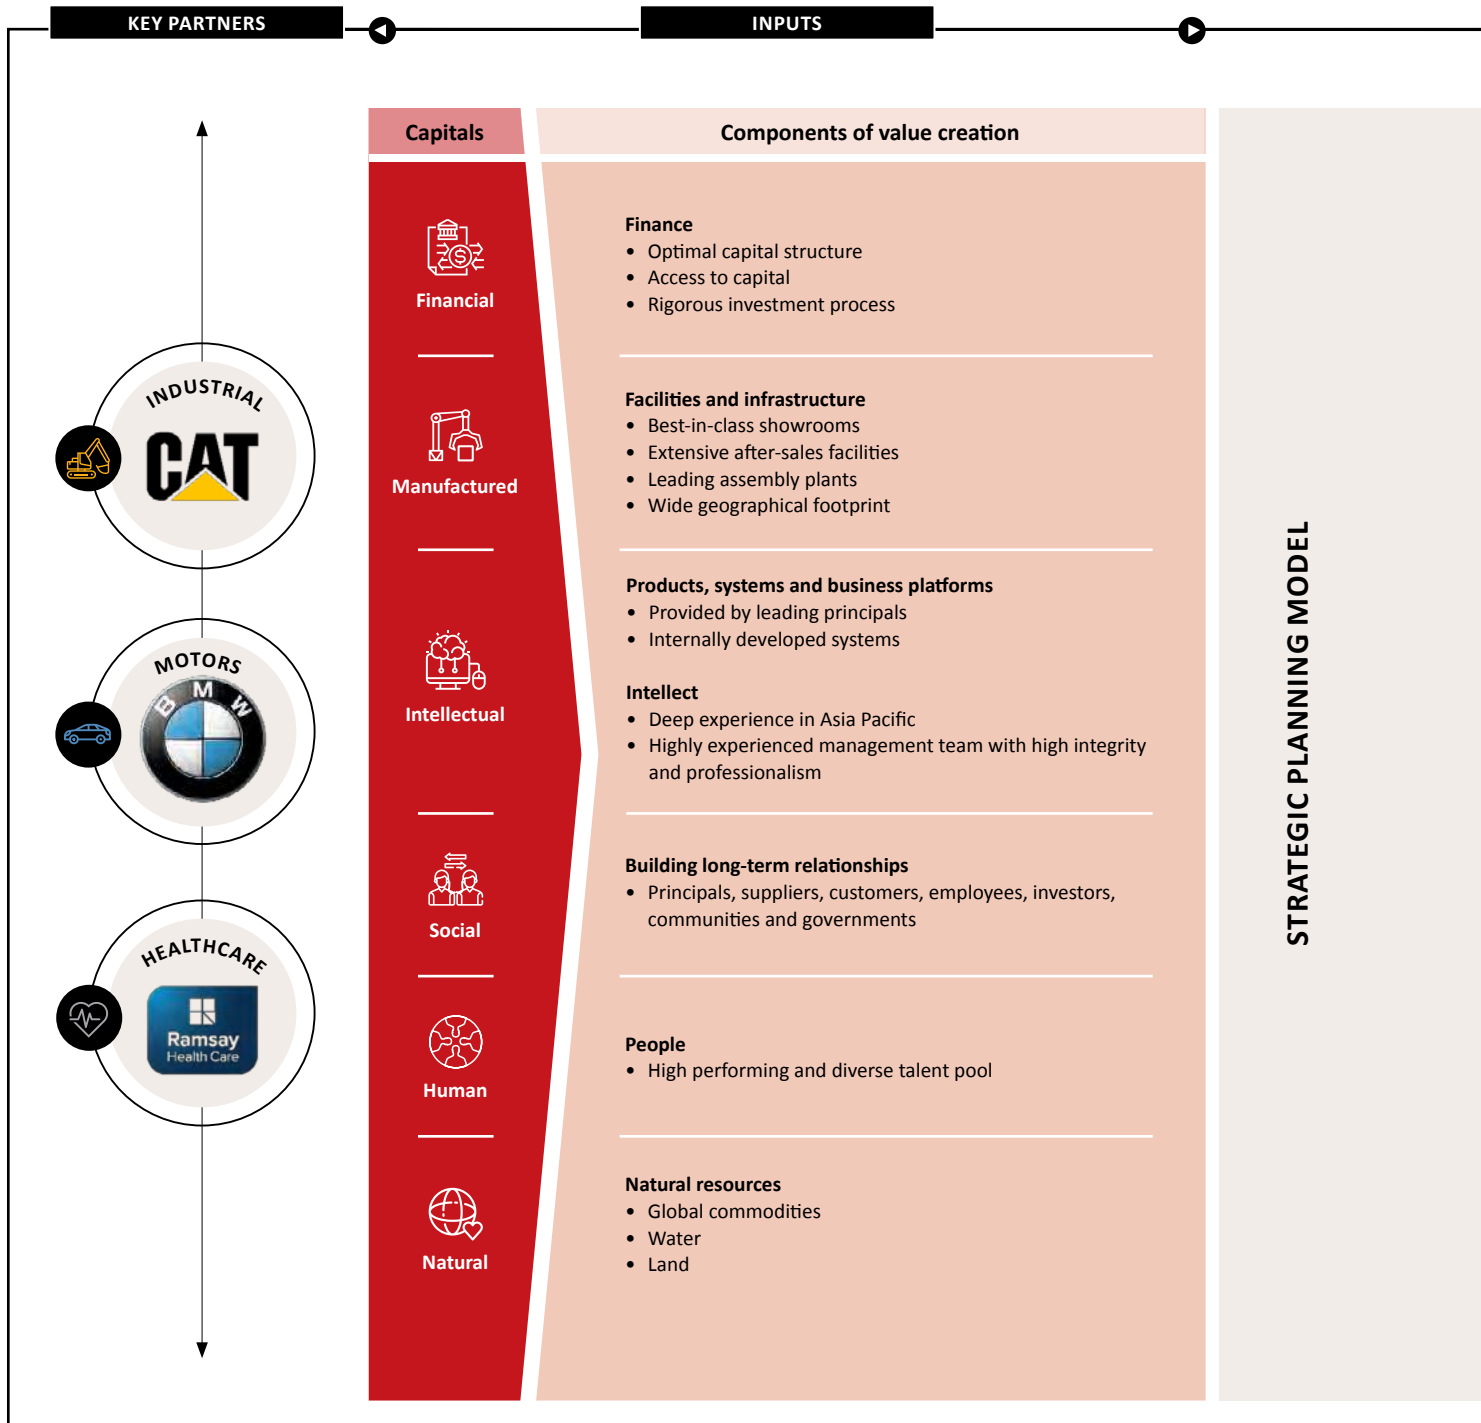 KEY PARTNERS
INPUTS
INDUSTRIAL
CAT
MOTORS
BMW
HEALTHCARE
Ramsay
Health Care
Capitals
Components of value creation
Financial
Finance
• Optimal capital structure
• Access to capital
• Rigorous investment process
Manufactured
Facilities and infrastructure
• Best-in-class showrooms
• Extensive after-sales facilities
• Leading assembly plants
• Wide geographical footprint
Intellectual
Products, systems and business platforms
• Provided by leading principals
• Internally developed systems
Intellect
• Deep experience in Asia Pacific
• Highly experienced management team with high integrity
and professionalism
Social
Building long-term relationships
• Principals, suppliers, customers, employees, investors,
communities and governments
Human
People
• High performing and diverse talent pool
Natural
Natural resources
• Global commodities
• Water
• Land
STRATEGIC PLANNING MODEL